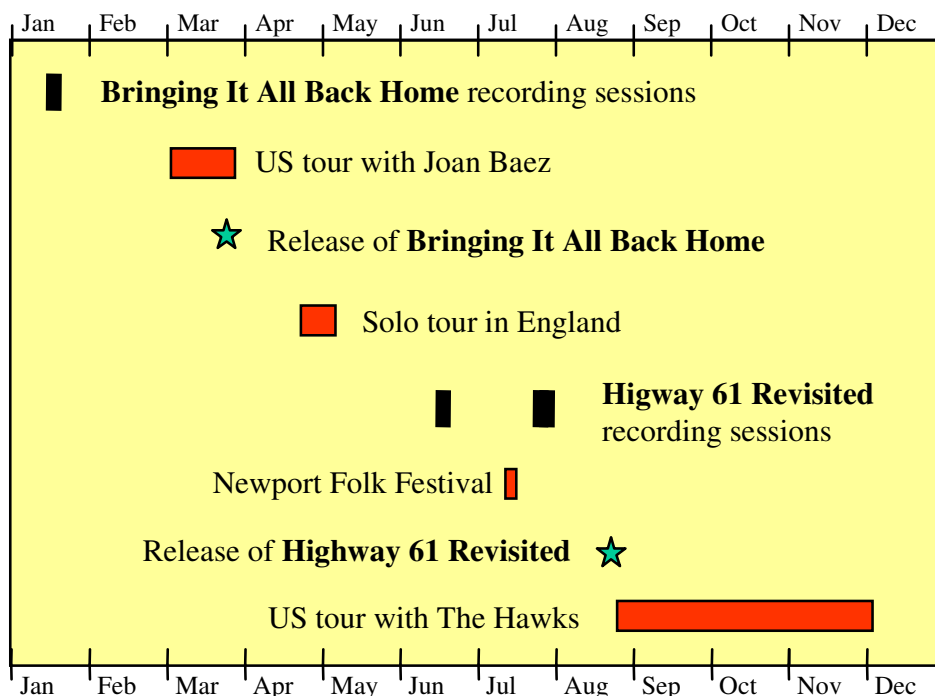 Jan Feb Mar Apr May Jun Jul Aug Sep Oct Nov Dec
Bringing It All Back Home recording sessions
US tour with Joan Baez
Release of Bringing It All Back Home
Solo tour in England
Higway 61 Revisited
recording sessions
Newport Folk Festival
Release of Highway 61 Revisited
US tour with The Hawks
Jan Feb Mar Apr May Jun Jul Aug Sep Oct Nov Dec